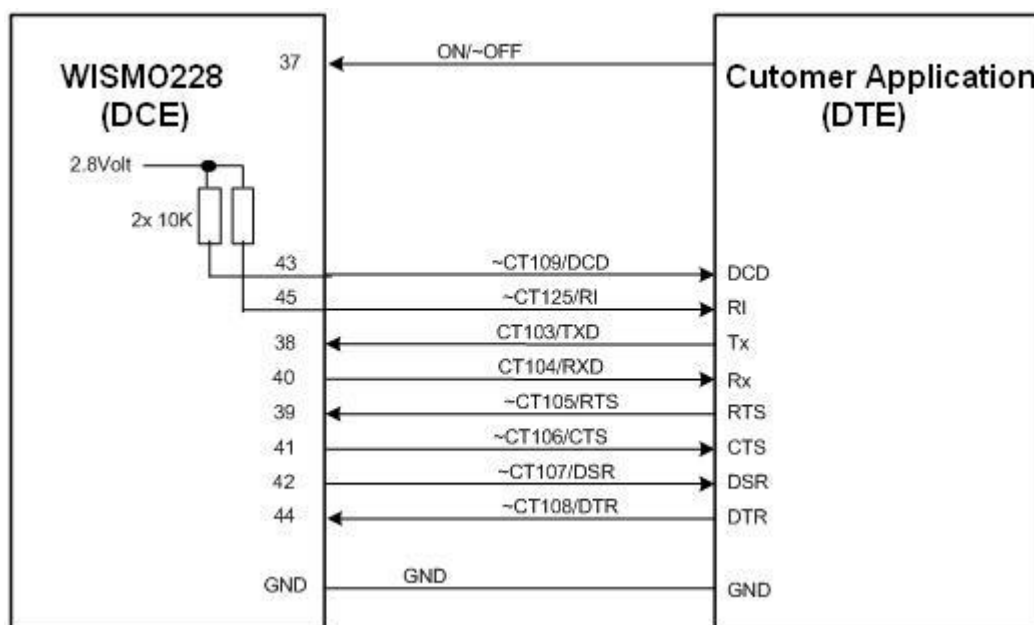 ON/~OFF
37
WISMO228
(DCE)
Cutomer Application
(DTE)
2.8Volt
2x 10K
43
~CT109/DCD
DCD
45
~CT125/RI
RI
38
CT103/TXD
Tx
40
CT104/RXD
Rx
39
~CT105/RTS
RTS
41
~CT106/CTS
CTS
42
~CT107/DSR
DSR
44
~CT108/DTR
DTR
GND
GND
GND